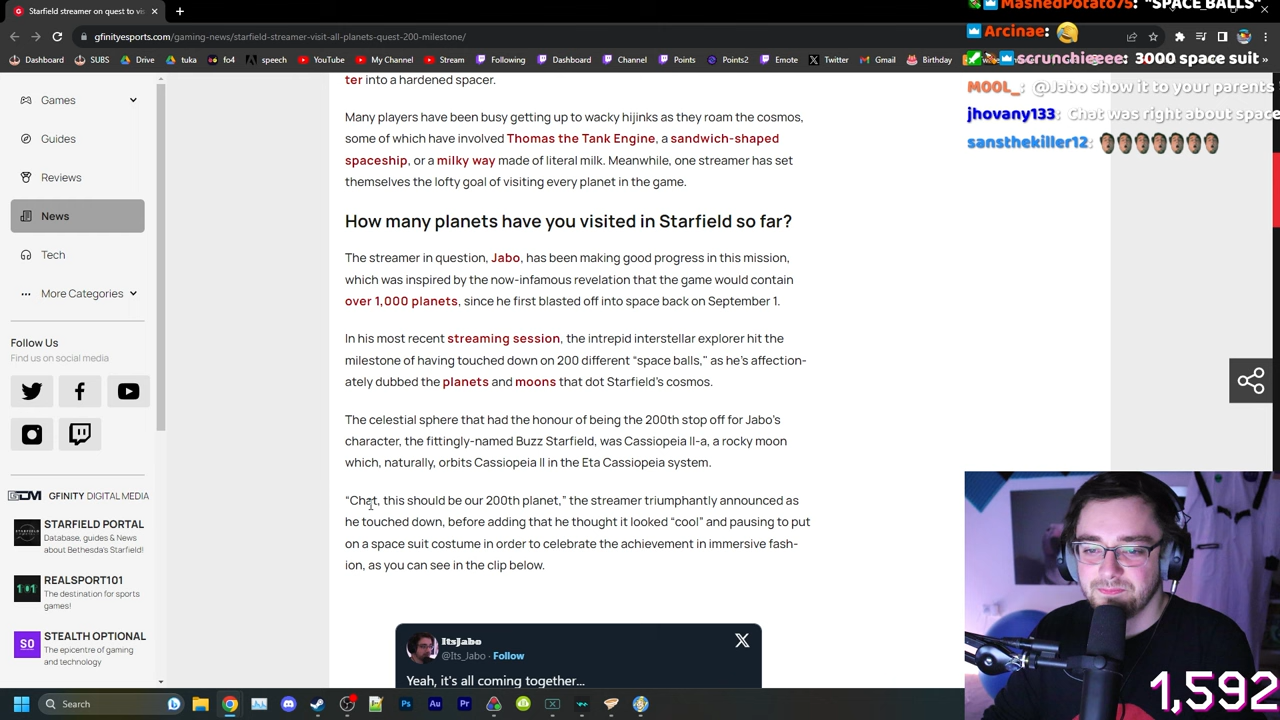 Starfield streamer on quest to vis
gfinityesports.com/gaming-news/starfield-streamer-visit-all-planets-quest-200-milestone/
Dashboard
SUBS
Drive
tuka
fo4
YouTube
My Channel
Stream
Following
Dashboard
Channel
Points
Points2
Emote
Twitter
Gmail
Birthday
MashedPotato75: "SPACE BALLS"
Arcinae:
scrunchieeee: 3000 space suit
MOOL_: @Jabo show it to your parents
jhovany133: Chat was right about space
sansthekiller12:
Games
Guides
Reviews
News
Tech
More Categories
Follow Us
Find us on social media
GFINITY DIGITAL MEDIA
STARFIELD PORTAL
Database, guides & News
about Bethesda's Starfield!
REALSPORT101
The destination for sports
games!
SO
STEALTH OPTIONAL
The epicentre of gaming
and technology
ter into a hardened spacer.
Many players have been busy getting up to wacky hijinks as they roam the cosmos,
some of which have involved Thomas the Tank Engine, a sandwich-shaped
spaceship, or a milky way made of literal milk. Meanwhile, one streamer has set
themselves the lofty goal of visiting every planet in the game.
How many planets have you visited in Starfield so far?
The streamer in question, Jabo, has been making good progress in this mission,
which was inspired by the now-infamous revelation that the game would contain
over 1,000 planets, since he first blasted off into space back on September 1.
In his most recent streaming session, the intrepid interstellar explorer hit the
milestone of having touched down on 200 different “space balls," as he's affection-
ately dubbed the planets and moons that dot Starfield's cosmos.
The celestial sphere that had the honour of being the 200th stop off for Jabo's
character, the fittingly-named Buzz Starfield, was Cassiopeia II-a, a rocky moon
which, naturally, orbits Cassiopeia II in the Eta Cassiopeia system.
“Chat, this should be our 200th planet,” the streamer triumphantly announced as
he touched down, before adding that he thought it looked “cool” and pausing to put
on a space suit costume in order to celebrate the achievement in immersive fash-
ion, as you can see in the clip below.
ItsJabo
@Its_Jabo · Follow
Yeah, it's all coming together...
1,592
Search